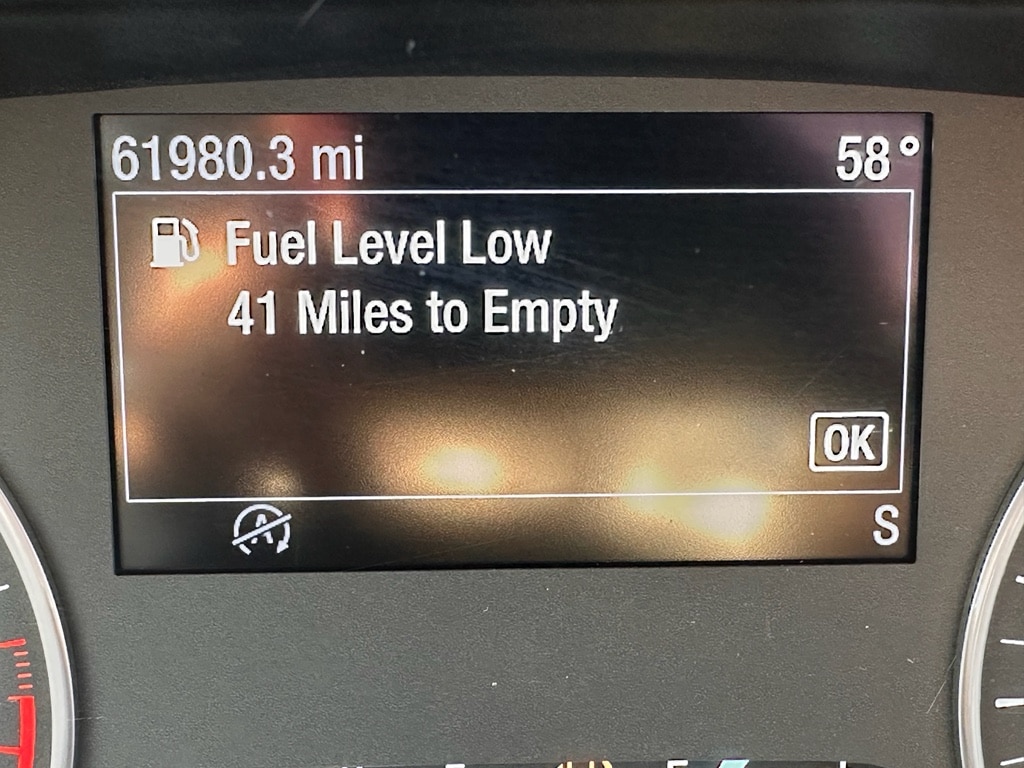 61980.3 mi 58°
Fuel Level Low
41 Miles to Empty
OK
A
S